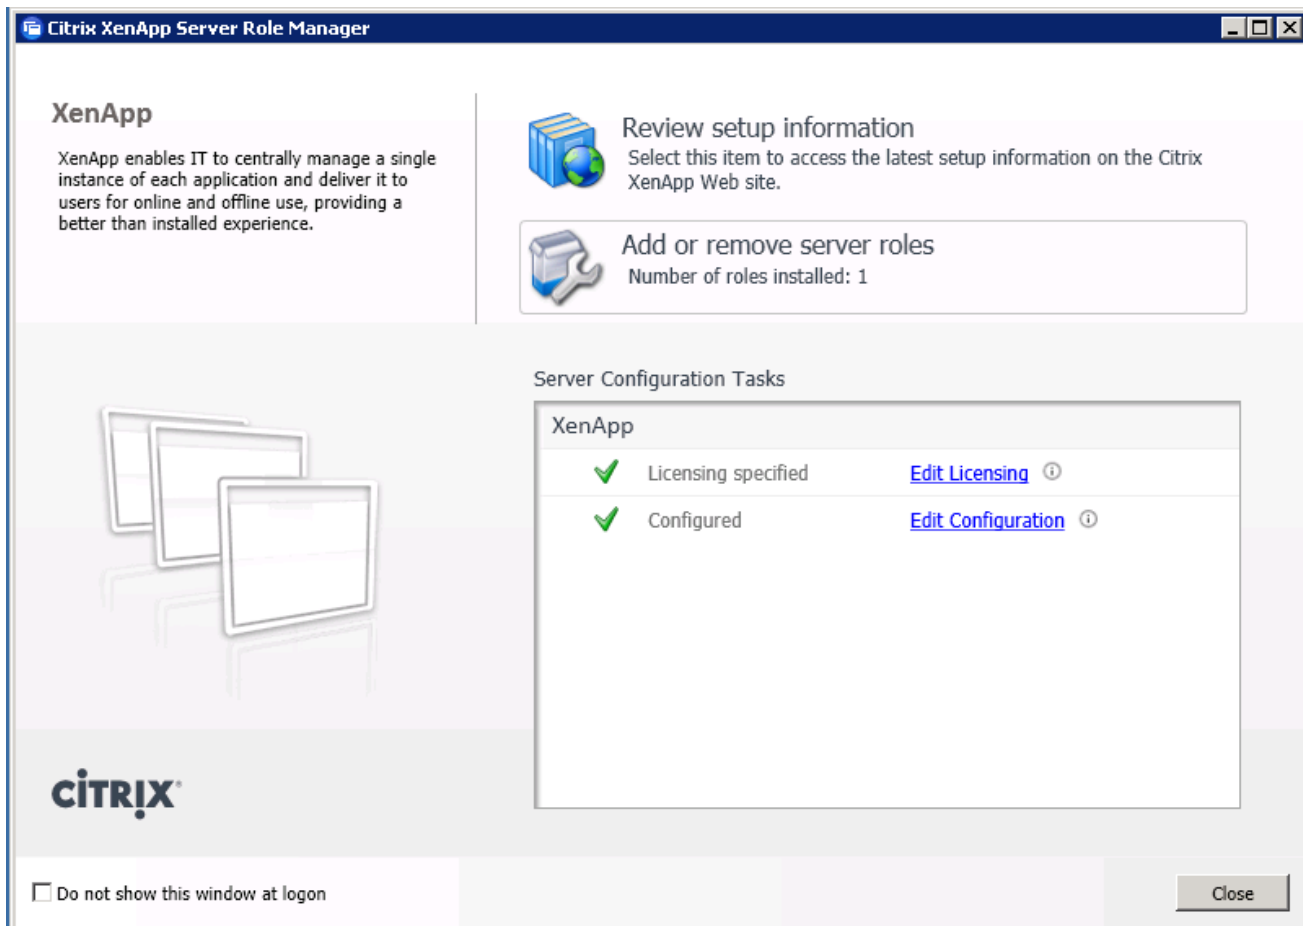 Citrix XenApp Server Role Manager
XenApp
XenApp enables IT to centrally manage a single
instance of each application and deliver it to
users for online and offline use, providing a
better than installed experience.
Review setup information
Select this item to access the latest setup information on the Citrix
XenApp Web site.
Add or remove server roles
Number of roles installed: 1
Server Configuration Tasks
XenApp
Licensing specified Edit Licensing
Configured Edit Configuration
CITRIX
Do not show this window at logon
Close